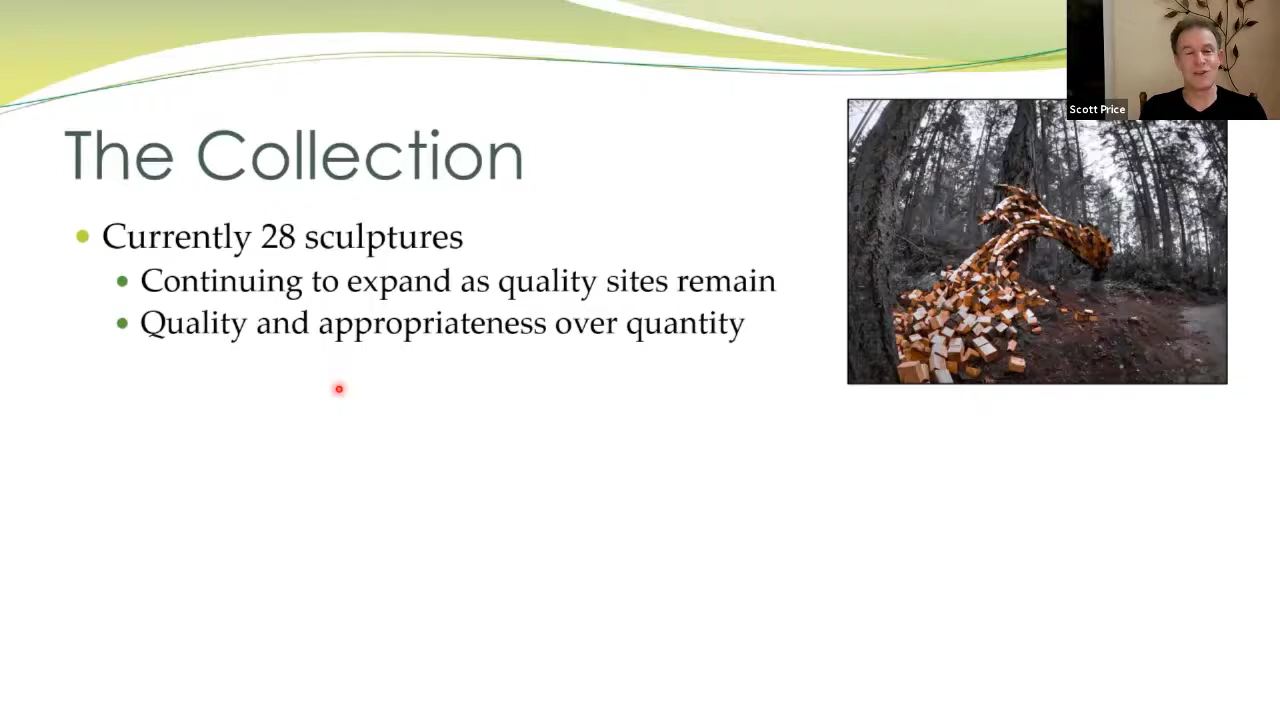 Scott Price
The Collection
Currently 28 sculptures
Continuing to expand as quality sites remain
Quality and appropriateness over quantity